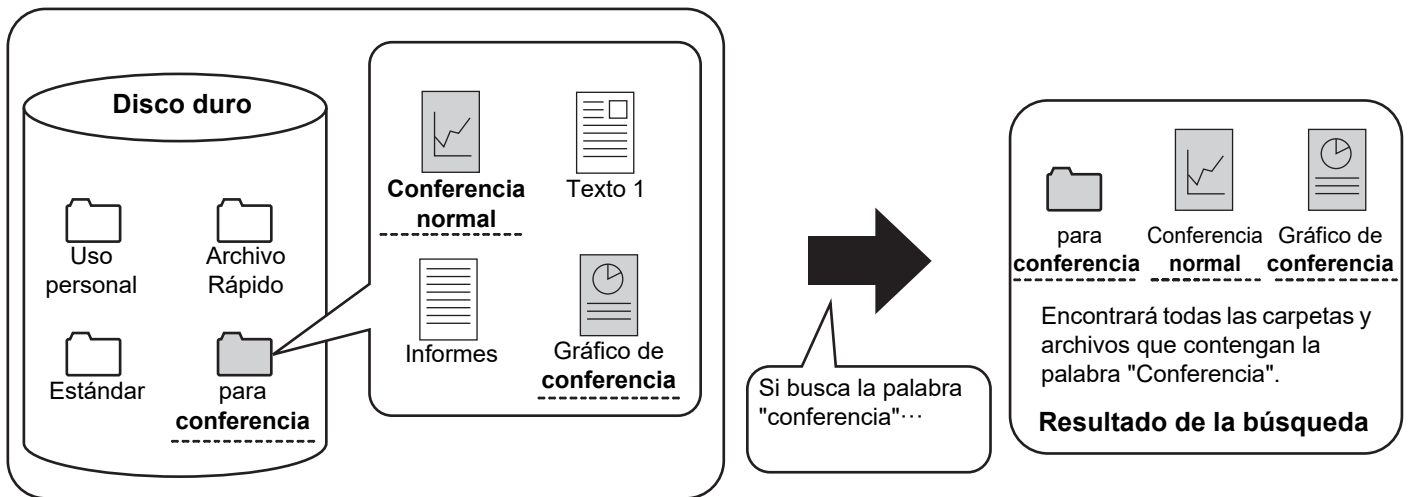 Disco duro
Uso
personal
Archivo
Rápido
Estándar
para
conferencia
Conferencia
normal
Texto 1
Informes
Gráfico de
conferencia
Si busca la palabra
"conferencia"···
para
conferencia
Conferencia
normal
Gráfico de
conferencia
Encontrará todas las carpetas y
archivos que contengan la
palabra "Conferencia".
Resultado de la búsqueda